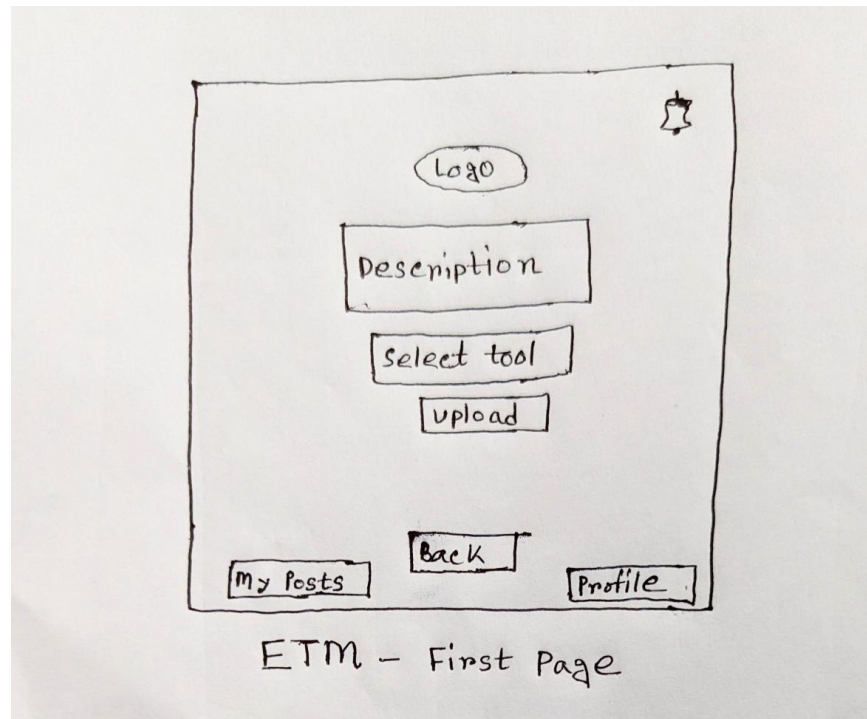 Logo
Description
Select tool
upload
Back
My Posts
Profile
ETM - First Page